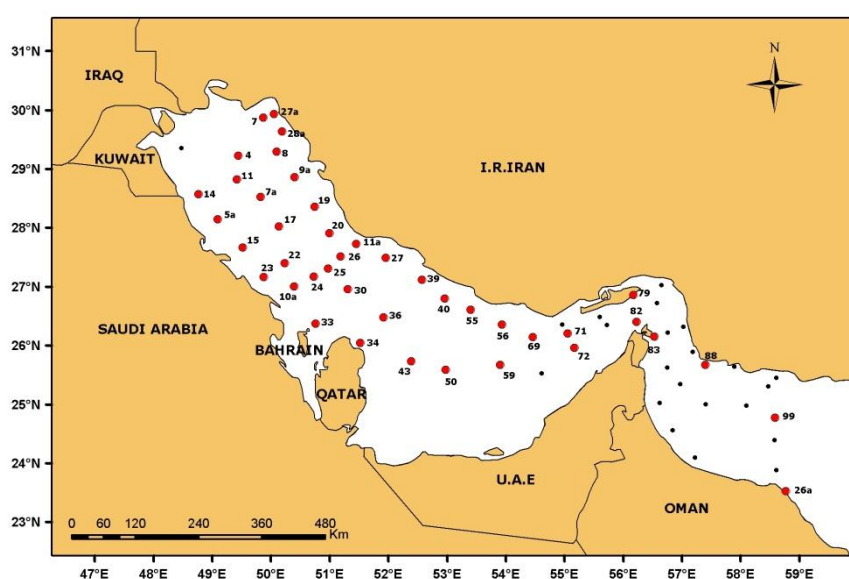 N
31°N
IRAQ
30°N
27a
7
28a
8
29°N
KUWAIT
4
9a
I.R.IRAN
11
14
7a
19
28°N
5a
17
20
15
11a
26
27
22
25
27°N
23
24
39
10a
30
79
40
55
36
82
33
56
71
SAUDI ARABIA
26°N
34
69
83
BAHRAIN
72
88
43
50
59
QATAR
25°N
99
24°N
U.A.E
26a
OMAN
23°N
0 60 120 240 360 480
Km
47°E 48°E 49°E 50°E 51°E 52°E 53°E 54°E 55°E 56°E 57°E 58°E 59°E